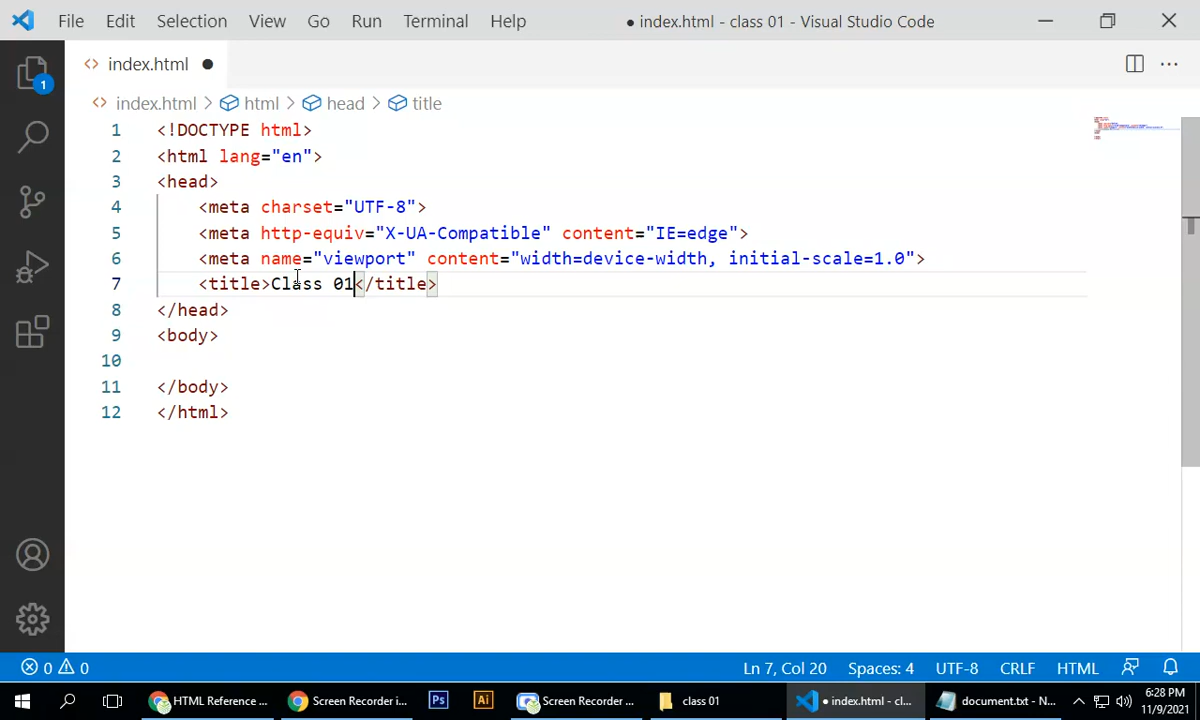 File Edit Selection View Go Run Terminal Help ● index.html - class 01 - Visual Studio Code
index.html ●
1
index.html > html > head > title
1 <!DOCTYPE html>
2 <html lang="en">
3 <head>
4 <meta charset="UTF-8">
5 <meta http-equiv="X-UA-Compatible" content="IE=edge">
6 <meta name="viewport" content="width=device-width, initial-scale=1.0">
7 <title>Class 01</title>
8 </head>
9 <body>
10
11 </body>
12 </html>
0 0 Ln 7, Col 20 Spaces: 4 UTF-8 CRLF HTML
HTML Reference ... Screen Recorder i... Ps Ai Screen Recorder ... class 01 ● index.html - cl... document.txt - N... 6:28 PM
11/9/2021